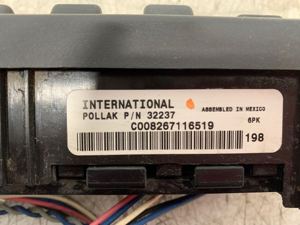 INTERNATIONAL
ASSEMBLED IN MEXICO
POLLAK P/N 32237
6PK
C008267116519
198